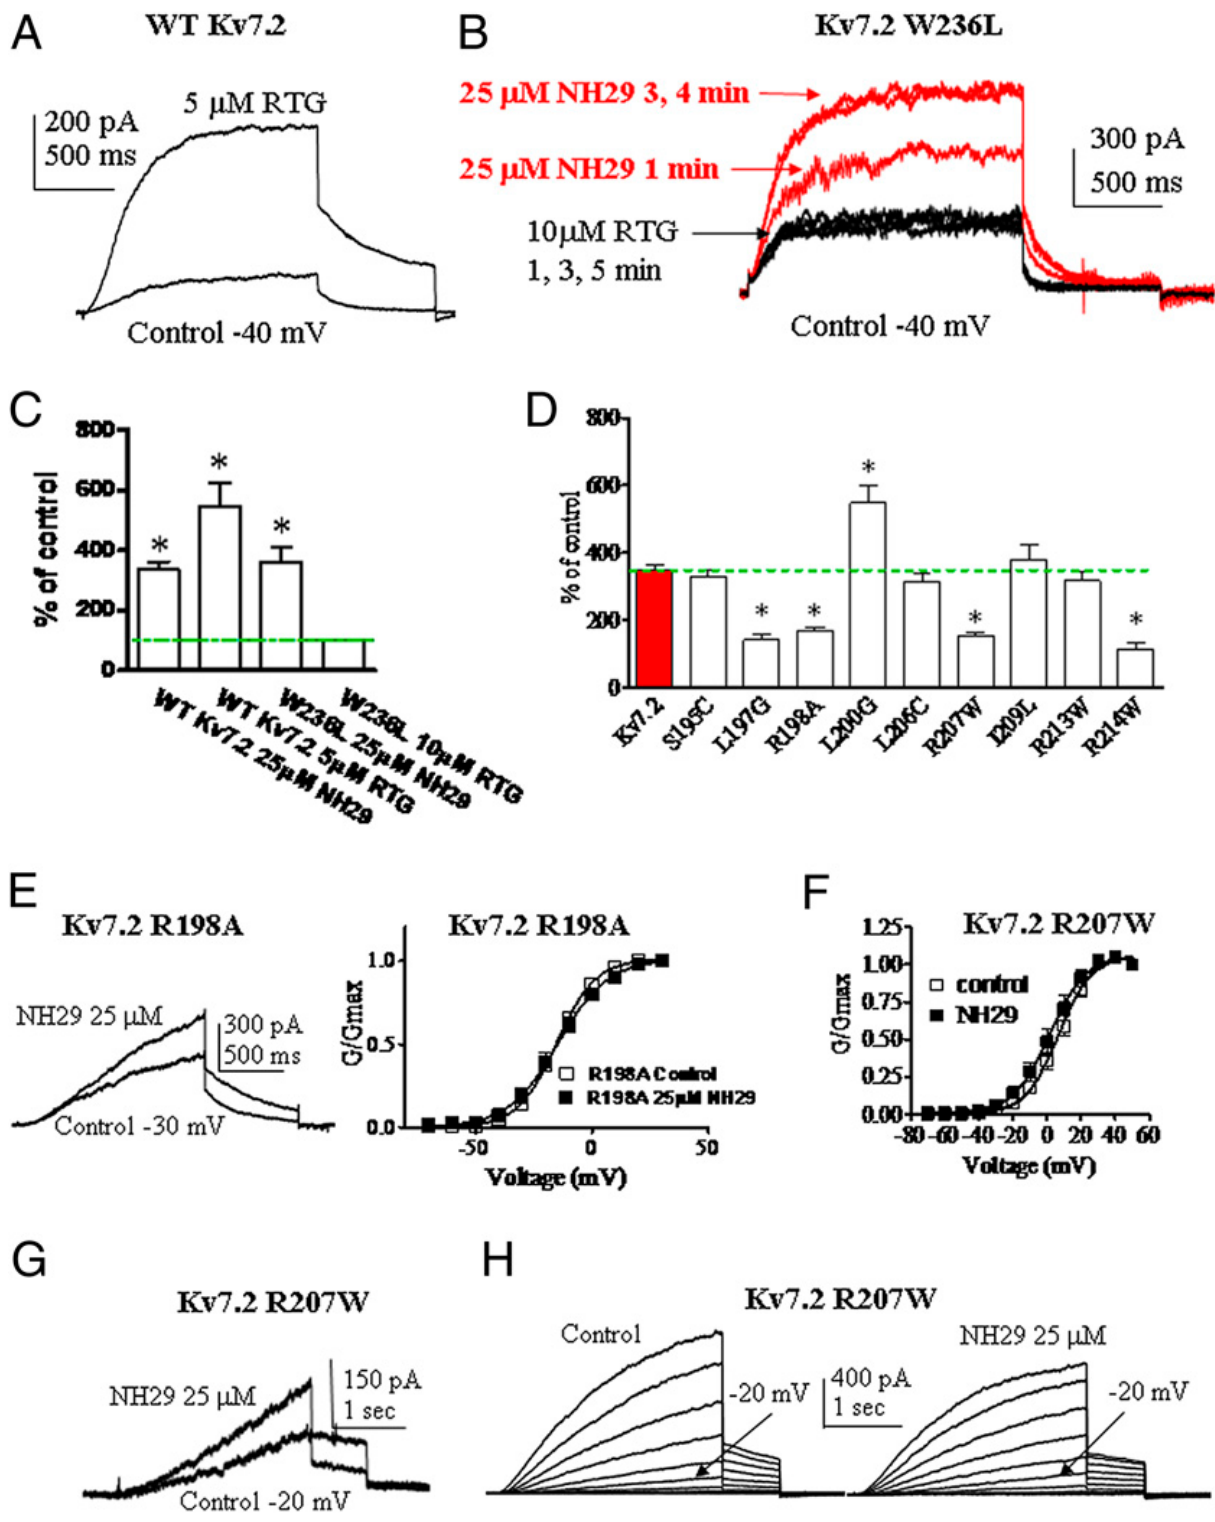 A
WT Kv7.2
5 μM RTG
200 pA
500 ms
Control -40 mV
B
Kv7.2 W236L
25 μM NH29 3, 4 min
25 μM NH29 1 min
10μM RTG
1, 3, 5 min
300 pA
500 ms
Control -40 mV
C
% of control
800
600
400
200
0
*
*
*
WT Kv7.2 25μM NH29
WT Kv7.2 5μM RTG
W236L 25μM NH29
W236L 10μM RTG
D
% of control
800
600
400
200
0
*
*
*
*
*
Kv7.2
S195C
L197G
R198A
L200G
L206C
R207W
I209L
R213W
R214W
E
Kv7.2 R198A
NH29 25 μM
300 pA
500 ms
Control -30 mV
Kv7.2 R198A
G/Gmax
1.0
0.5
0.0
R198A Control
R198A 25μM NH29
-50
0
50
Voltage (mV)
F
Kv7.2 R207W
G/Gmax
1.25
1.00
0.75
0.50
0.25
0.00
control
NH29
-80 -60 -40 -20 0 20 40 60
Voltage (mV)
G
Kv7.2 R207W
NH29 25 μM
150 pA
1 sec
Control -20 mV
H
Kv7.2 R207W
Control
-20 mV
400 pA
1 sec
NH29 25 μM
-20 mV